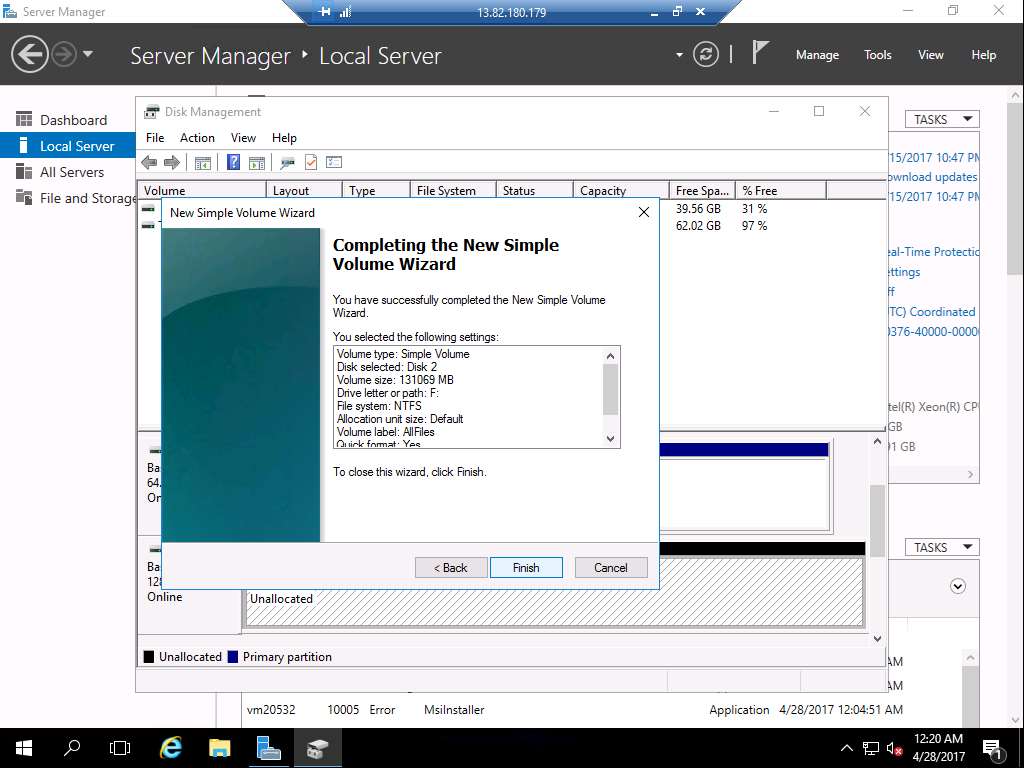 Server Manager
13.82.180.179
Server Manager ‣ Local Server
Manage Tools View Help
Dashboard
Local Server
All Servers
File and Storage
TASKS
Disk Management
File Action View Help
Volume Layout Type File System Status Capacity Free Spa... % Free
39.56 GB 31 %
62.02 GB 97 %
/15/2017 10:47 PM
download updates
/15/2017 10:47 PM
eal-Time Protectio
ettings
ff
TC) Coordinated
0376-40000-0000
tel(R) Xeon(R) CP
GB
91 GB
New Simple Volume Wizard
Completing the New Simple
Volume Wizard
You have successfully completed the New Simple Volume
Wizard.
You selected the following settings:
Volume type: Simple Volume
Disk selected: Disk 2
Volume size: 131069 MB
Drive letter or path: F:
File system: NTFS
Allocation unit size: Default
Volume label: AllFiles
Quick format: Yes
To close this wizard, click Finish.
< Back Finish Cancel
Ba
64.
On
Ba
128
Online
Unallocated
Unallocated Primary partition
TASKS
AM
AM
vm20532 10005 Error MsiInstaller Application 4/28/2017 12:04:51 AM
12:20 AM
4/28/2017
1